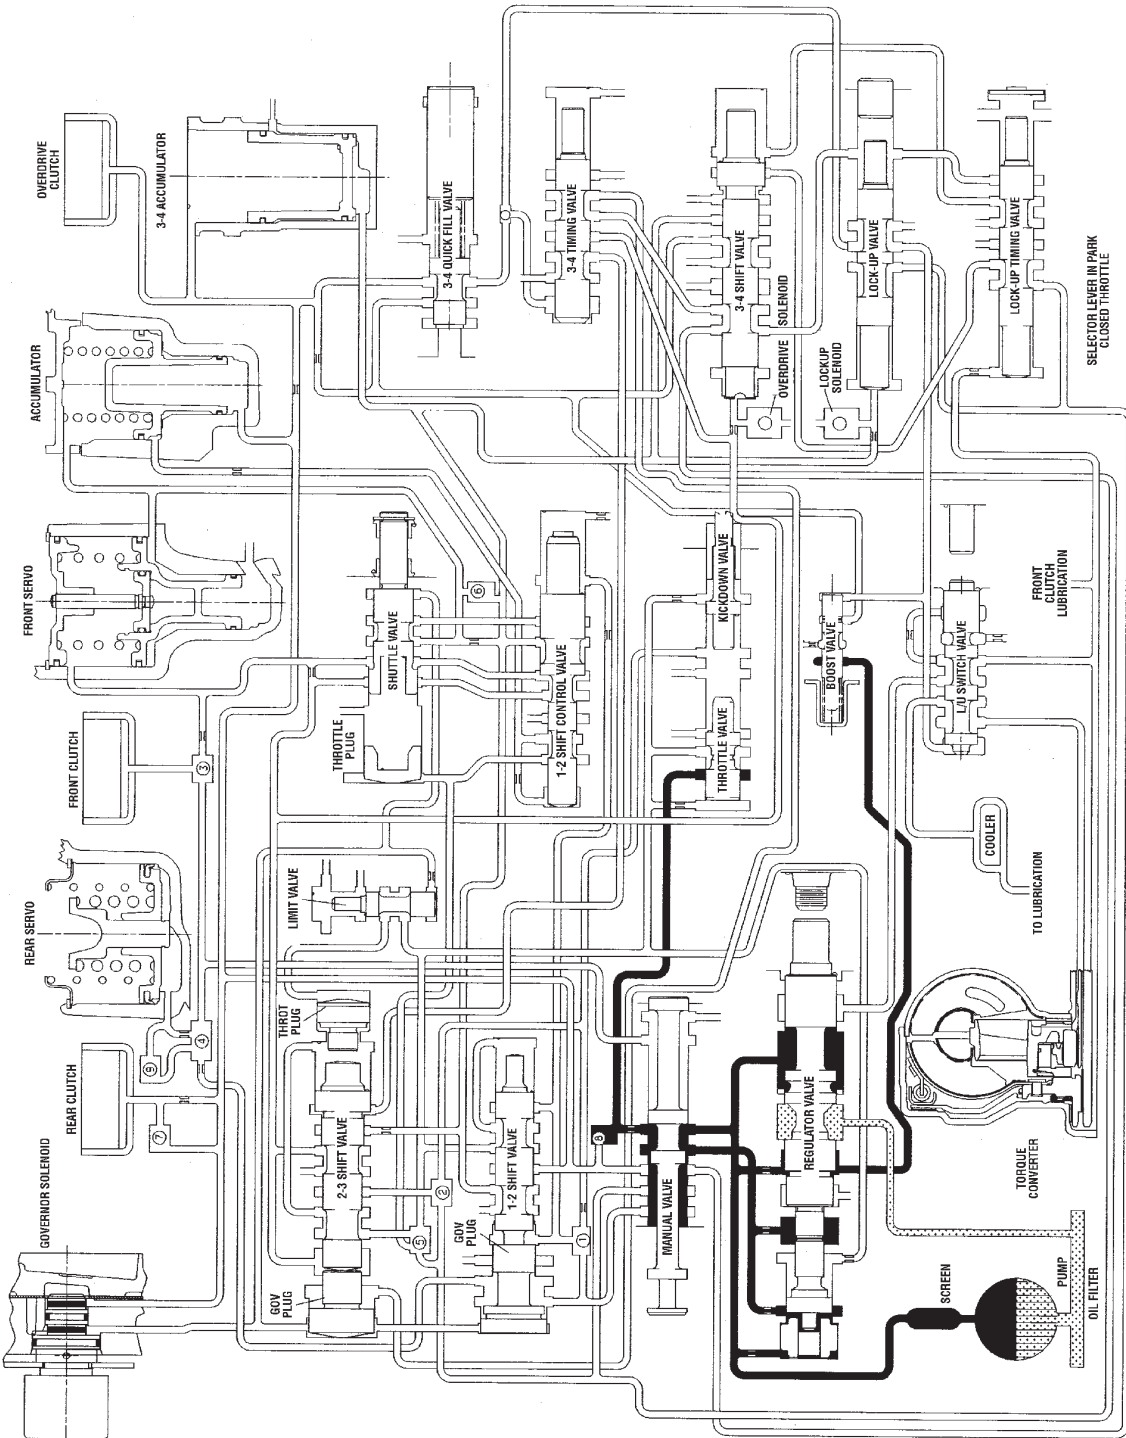 OVERDRIVE
CLUTCH
3-4 ACCUMULATOR
3-4 QUICK FILL VALVE
3-4 TIMING VALVE
3-4 SHIFT VALVE
LOCK-UP VALVE
LOCK-UP TIMING VALVE
ACCUMULATOR
OVERDRIVE SOLENOID
LOCKUP
SOLENOID
SELECTOR LEVER IN PARK
CLOSED THROTTLE
FRONT SERVO
SHUTTLE VALVE
THROTTLE
PLUG
6
1-2 SHIFT CONTROL VALVE
KICKDOWN VALVE
THROTTLE VALVE
BOOST VALVE
L/U SWITCH VALVE
FRONT
CLUTCH
LUBRICATION
FRONT CLUTCH
3
LIMIT VALVE
COOLER
TO LUBRICATION
REAR SERVO
9
4
THROT
PLUG
REAR CLUTCH
7
2-3 SHIFT VALVE
2
5
1-2 SHIFT VALVE
GOV
PLUG
GOV
PLUG
8
1
MANUAL VALVE
REGULATOR VALVE
TORQUE
CONVERTER
GOVERNOR SOLENOID
SCREEN
PUMP
OIL FILTER